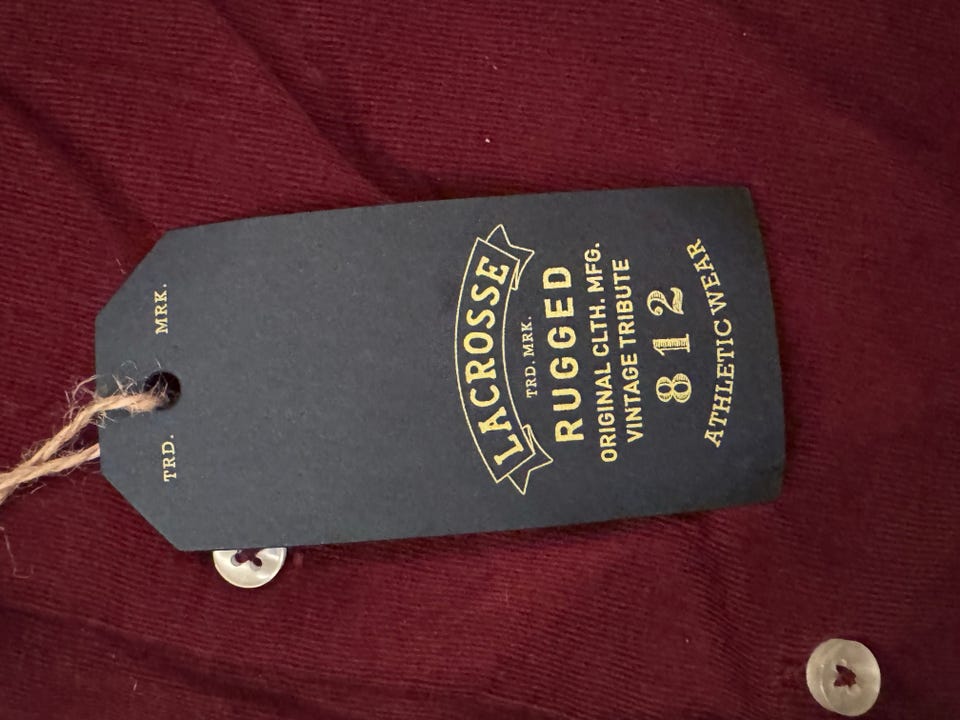 TRD. MRK.
LACROSSE
TRD. MRK.
RUGGED
ORIGINAL CLTH. MFG.
VINTAGE TRIBUTE
812
ATHLETIC WEAR